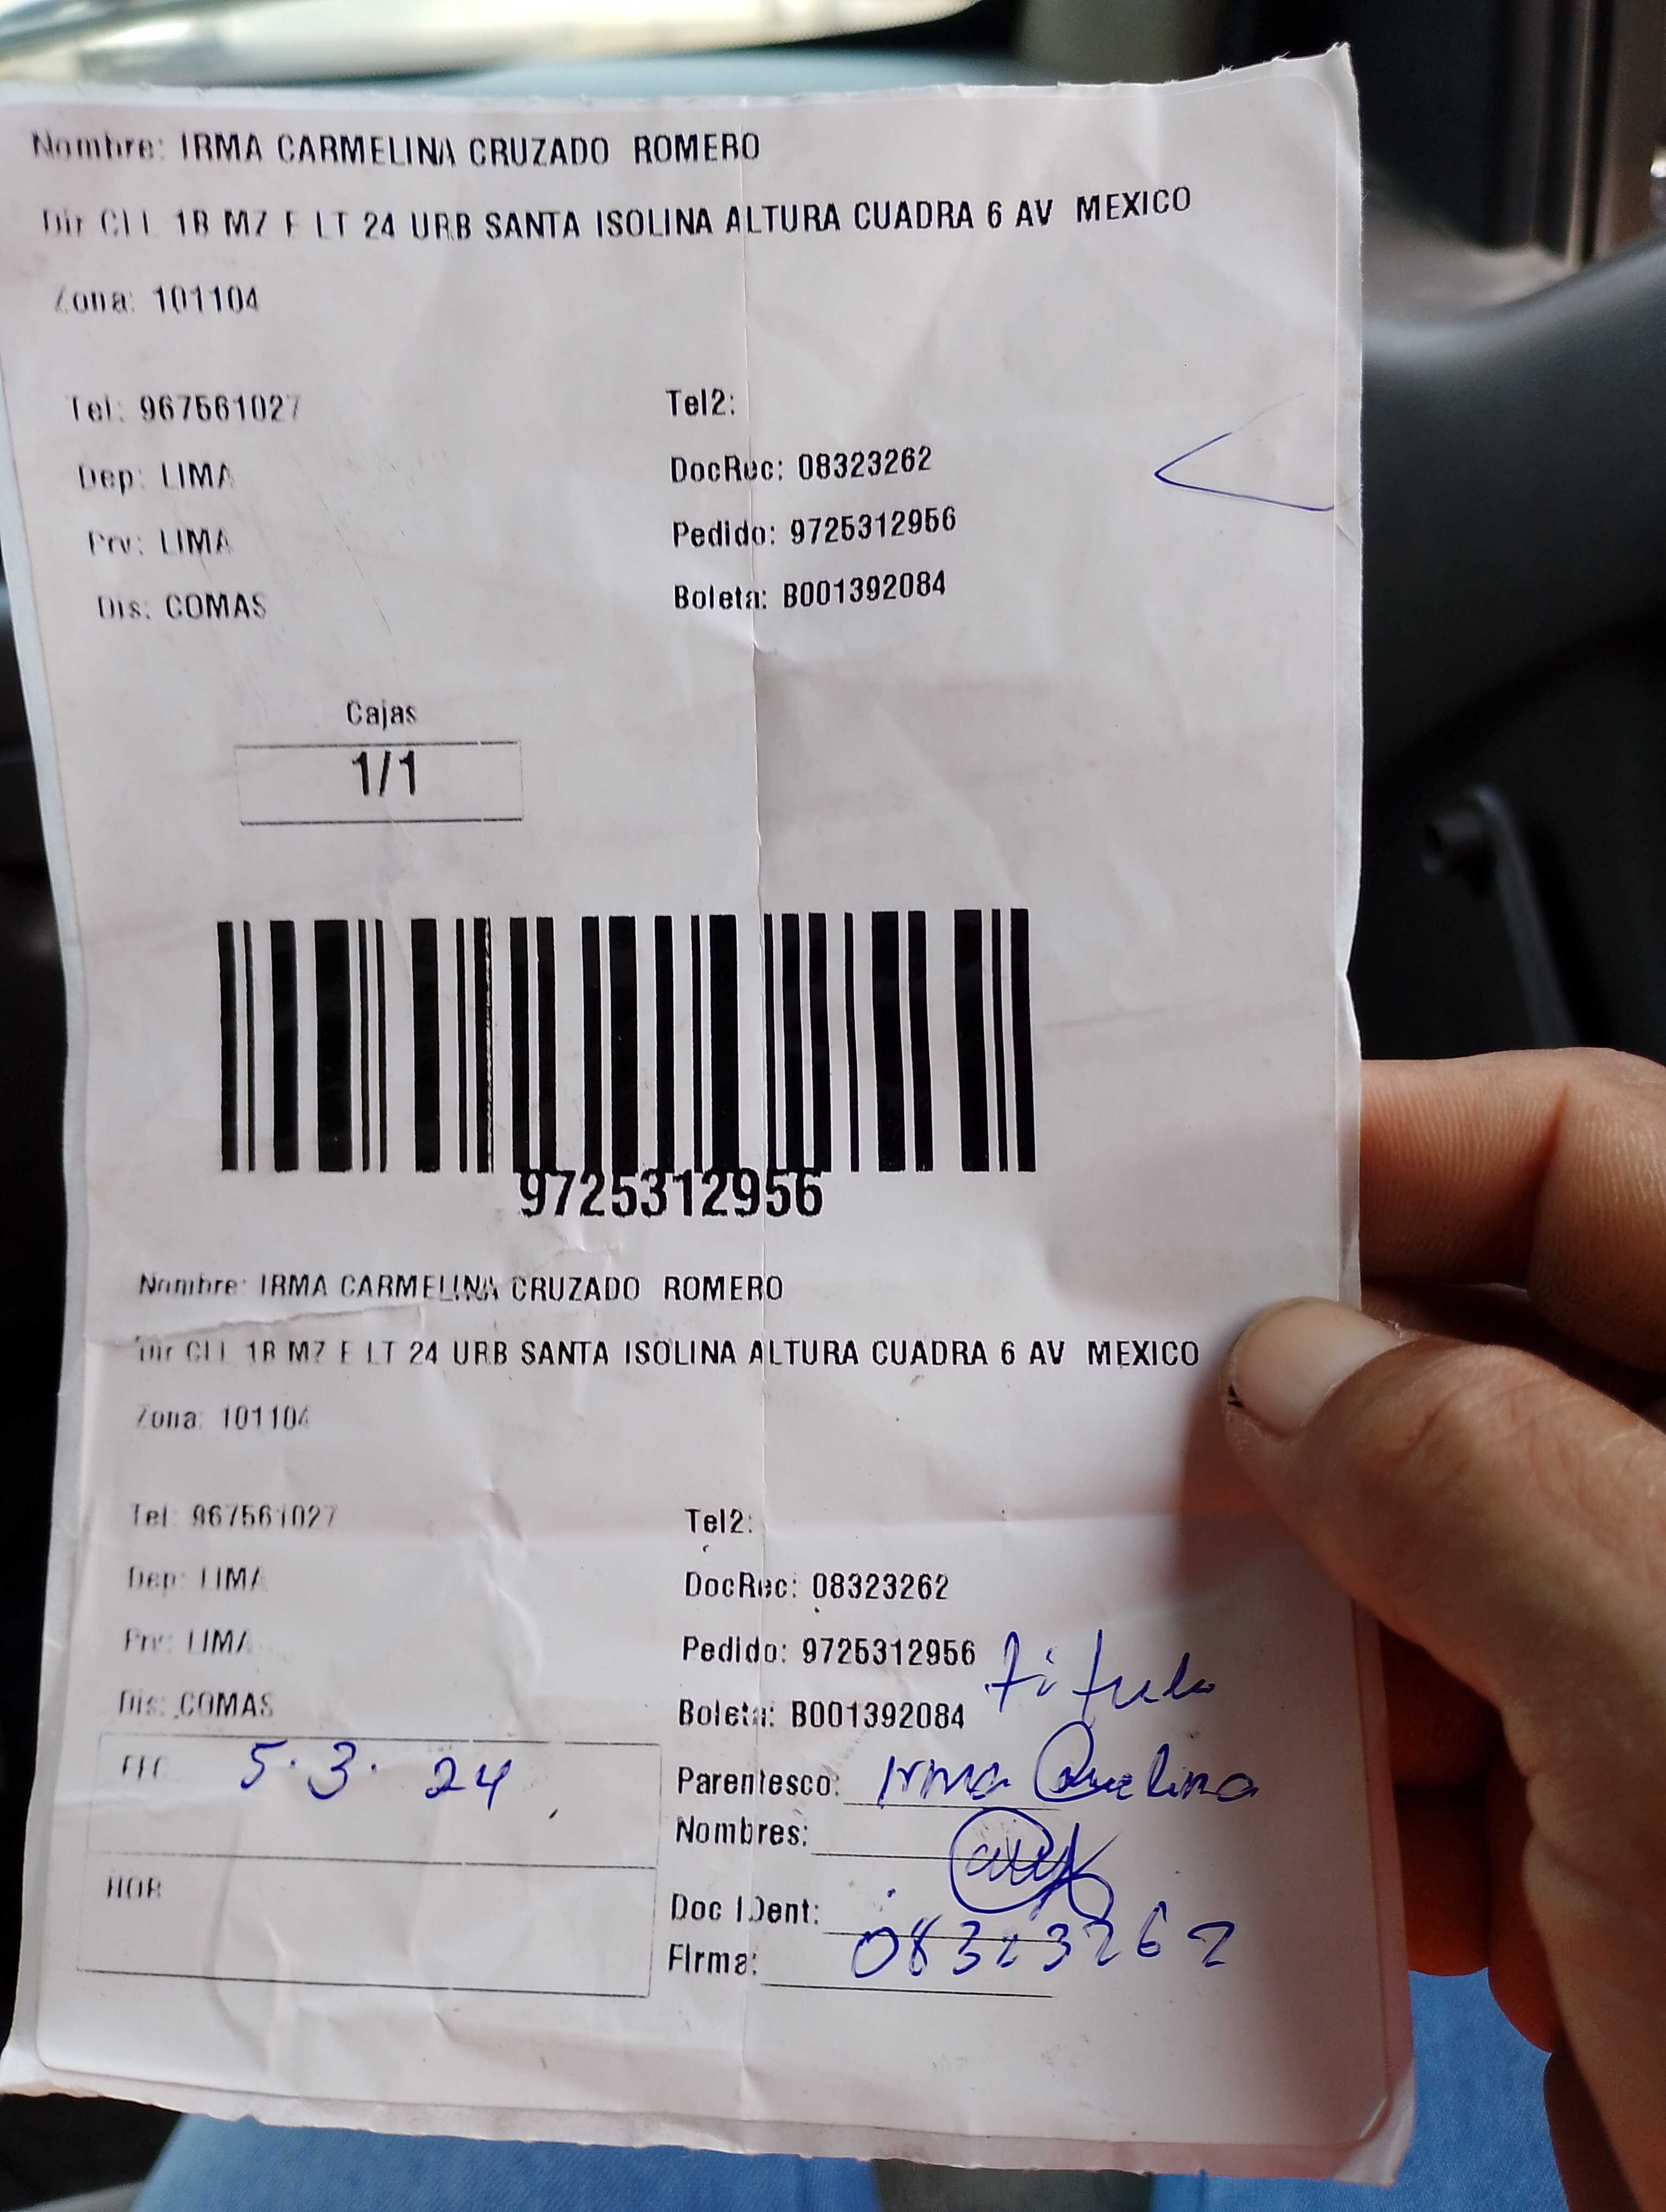 Nombre: IRMA CARMELINA CRUZADO ROMERO
Dir CLL 1B MZ E LT 24 URB SANTA ISOLINA ALTURA CUADRA 6 AV MEXICO
Zona: 101104
Tel: 967561027 Tel2:
Dep: LIMA DocRec: 08323262
Prv: LIMA Pedido: 9725312956
Dis: COMAS Boleta: B001392084
Cajas
1/1
9725312956
Nombre: IRMA CARMELINA CRUZADO ROMERO
Dir CLL 1B MZ E LT 24 URB SANTA ISOLINA ALTURA CUADRA 6 AV MEXICO
Zona: 101104
Tel: 967561027 Tel2:
Dep: LIMA DocRec: 08323262
Prv: LIMA Pedido: 9725312956
Dis: COMAS Boleta: B001392084
FEC 5.3.24 Parentesco: Irma
Nombres:
HOR Doc IDent:
Firma: 08323262